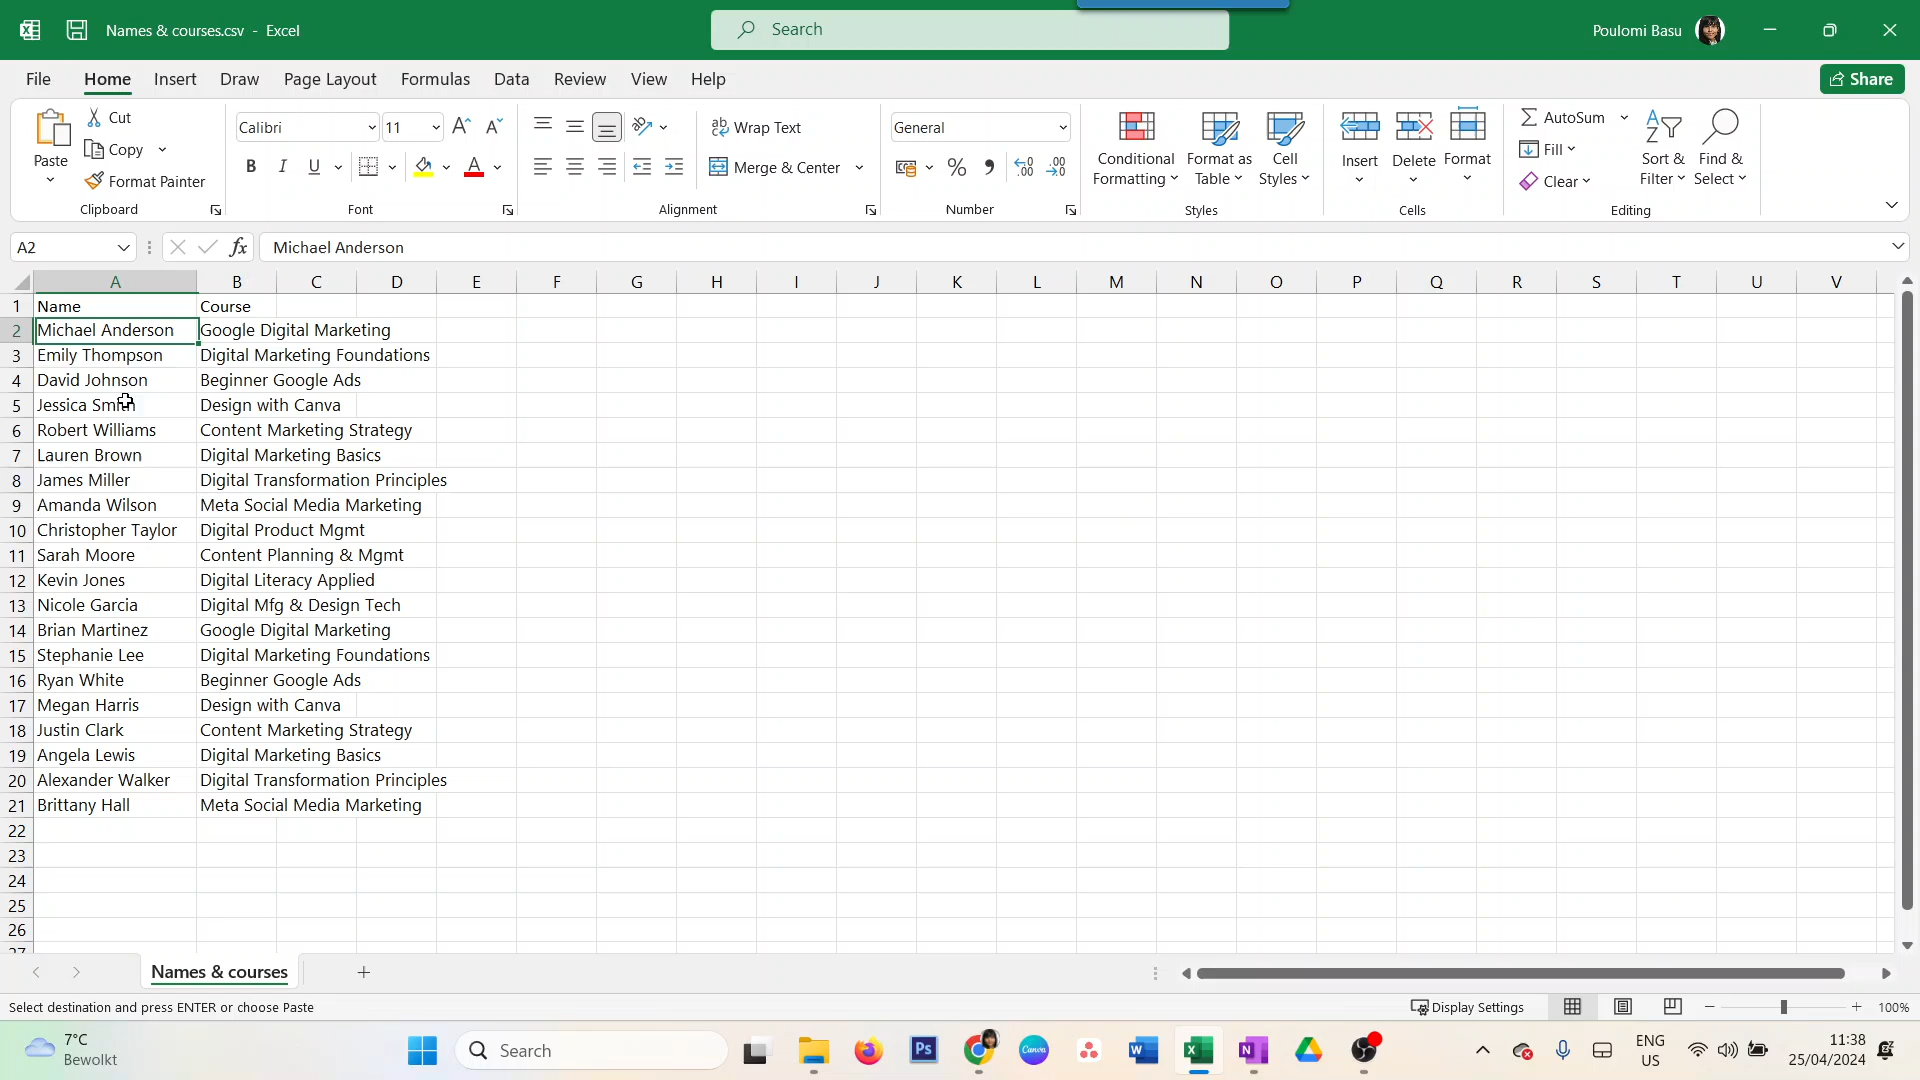 Names & courses.csv - Excel
Search
Poulomi Basu
File Home Insert Draw Page Layout Formulas Data Review View Help
Share
Paste
Cut
Copy
Format Painter
Clipboard
Calibri 11
B I U
Font
Wrap Text
Merge & Center
Alignment
General
Number
Conditional Formatting
Format as Table
Cell Styles
Styles
Insert
Delete
Format
Cells
AutoSum
Fill
Clear
Sort & Filter
Find & Select
Editing
A2
fx
Michael Anderson
A B C D E F G H I J K L M N O P Q R S T U V
1 Name Course
2 Michael Anderson Google Digital Marketing
3 Emily Thompson Digital Marketing Foundations
4 David Johnson Beginner Google Ads
5 Jessica Smith Design with Canva
6 Robert Williams Content Marketing Strategy
7 Lauren Brown Digital Marketing Basics
8 James Miller Digital Transformation Principles
9 Amanda Wilson Meta Social Media Marketing
10 Christopher Taylor Digital Product Mgmt
11 Sarah Moore Content Planning & Mgmt
12 Kevin Jones Digital Literacy Applied
13 Nicole Garcia Digital Mfg & Design Tech
14 Brian Martinez Google Digital Marketing
15 Stephanie Lee Digital Marketing Foundations
16 Ryan White Beginner Google Ads
17 Megan Harris Design with Canva
18 Justin Clark Content Marketing Strategy
19 Angela Lewis Digital Marketing Basics
20 Alexander Walker Digital Transformation Principles
21 Brittany Hall Meta Social Media Marketing
22
23
24
25
26
27
Names & courses
Select destination and press ENTER or choose Paste
Display Settings
100%
7°C
Bewolkt
Search
Ps
Canva
ENG
US
11:38
25/04/2024